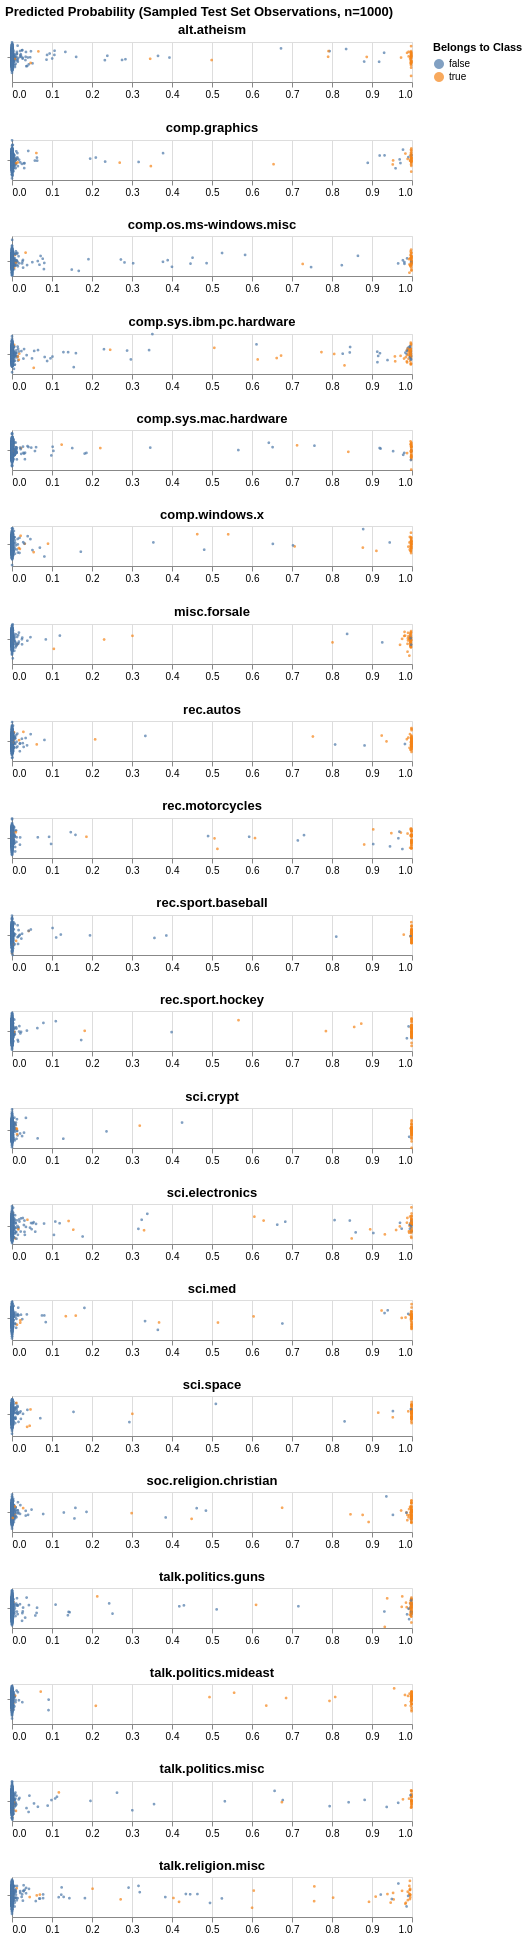 Predicted Probability (Sampled Test Set Observations, n=1000)
alt.atheism
Belongs to Class
false
true
0.0 0.1 0.2 0.3 0.4 0.5 0.6 0.7 0.8 0.9 1.0
comp.graphics
0.0 0.1 0.2 0.3 0.4 0.5 0.6 0.7 0.8 0.9 1.0
comp.os.ms-windows.misc
0.0 0.1 0.2 0.3 0.4 0.5 0.6 0.7 0.8 0.9 1.0
comp.sys.ibm.pc.hardware
0.0 0.1 0.2 0.3 0.4 0.5 0.6 0.7 0.8 0.9 1.0
comp.sys.mac.hardware
0.0 0.1 0.2 0.3 0.4 0.5 0.6 0.7 0.8 0.9 1.0
comp.windows.x
0.0 0.1 0.2 0.3 0.4 0.5 0.6 0.7 0.8 0.9 1.0
misc.forsale
0.0 0.1 0.2 0.3 0.4 0.5 0.6 0.7 0.8 0.9 1.0
rec.autos
0.0 0.1 0.2 0.3 0.4 0.5 0.6 0.7 0.8 0.9 1.0
rec.motorcycles
0.0 0.1 0.2 0.3 0.4 0.5 0.6 0.7 0.8 0.9 1.0
rec.sport.baseball
0.0 0.1 0.2 0.3 0.4 0.5 0.6 0.7 0.8 0.9 1.0
rec.sport.hockey
0.0 0.1 0.2 0.3 0.4 0.5 0.6 0.7 0.8 0.9 1.0
sci.crypt
0.0 0.1 0.2 0.3 0.4 0.5 0.6 0.7 0.8 0.9 1.0
sci.electronics
0.0 0.1 0.2 0.3 0.4 0.5 0.6 0.7 0.8 0.9 1.0
sci.med
0.0 0.1 0.2 0.3 0.4 0.5 0.6 0.7 0.8 0.9 1.0
sci.space
0.0 0.1 0.2 0.3 0.4 0.5 0.6 0.7 0.8 0.9 1.0
soc.religion.christian
0.0 0.1 0.2 0.3 0.4 0.5 0.6 0.7 0.8 0.9 1.0
talk.politics.guns
0.0 0.1 0.2 0.3 0.4 0.5 0.6 0.7 0.8 0.9 1.0
talk.politics.mideast
0.0 0.1 0.2 0.3 0.4 0.5 0.6 0.7 0.8 0.9 1.0
talk.politics.misc
0.0 0.1 0.2 0.3 0.4 0.5 0.6 0.7 0.8 0.9 1.0
talk.religion.misc
0.0 0.1 0.2 0.3 0.4 0.5 0.6 0.7 0.8 0.9 1.0